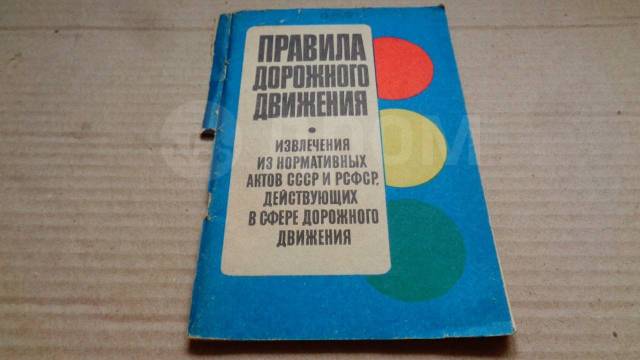 ПРАВИЛА
ДОРОЖНОГО
ДВИЖЕНИЯ
•
ИЗВЛЕЧЕНИЯ
ИЗ НОРМАТИВНЫХ
АКТОВ СССР И РСФСР,
ДЕЙСТВУЮЩИХ
В СФЕРЕ ДОРОЖНОГО
ДВИЖЕНИЯ